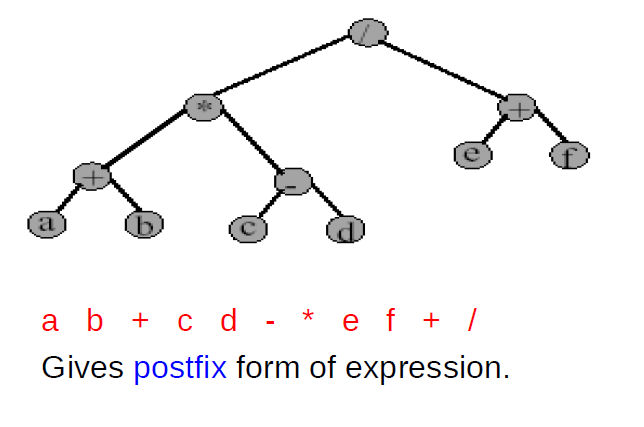 /
* +
+ - e f
a b c d
a b + c d - * e f + /
Gives postfix form of expression.